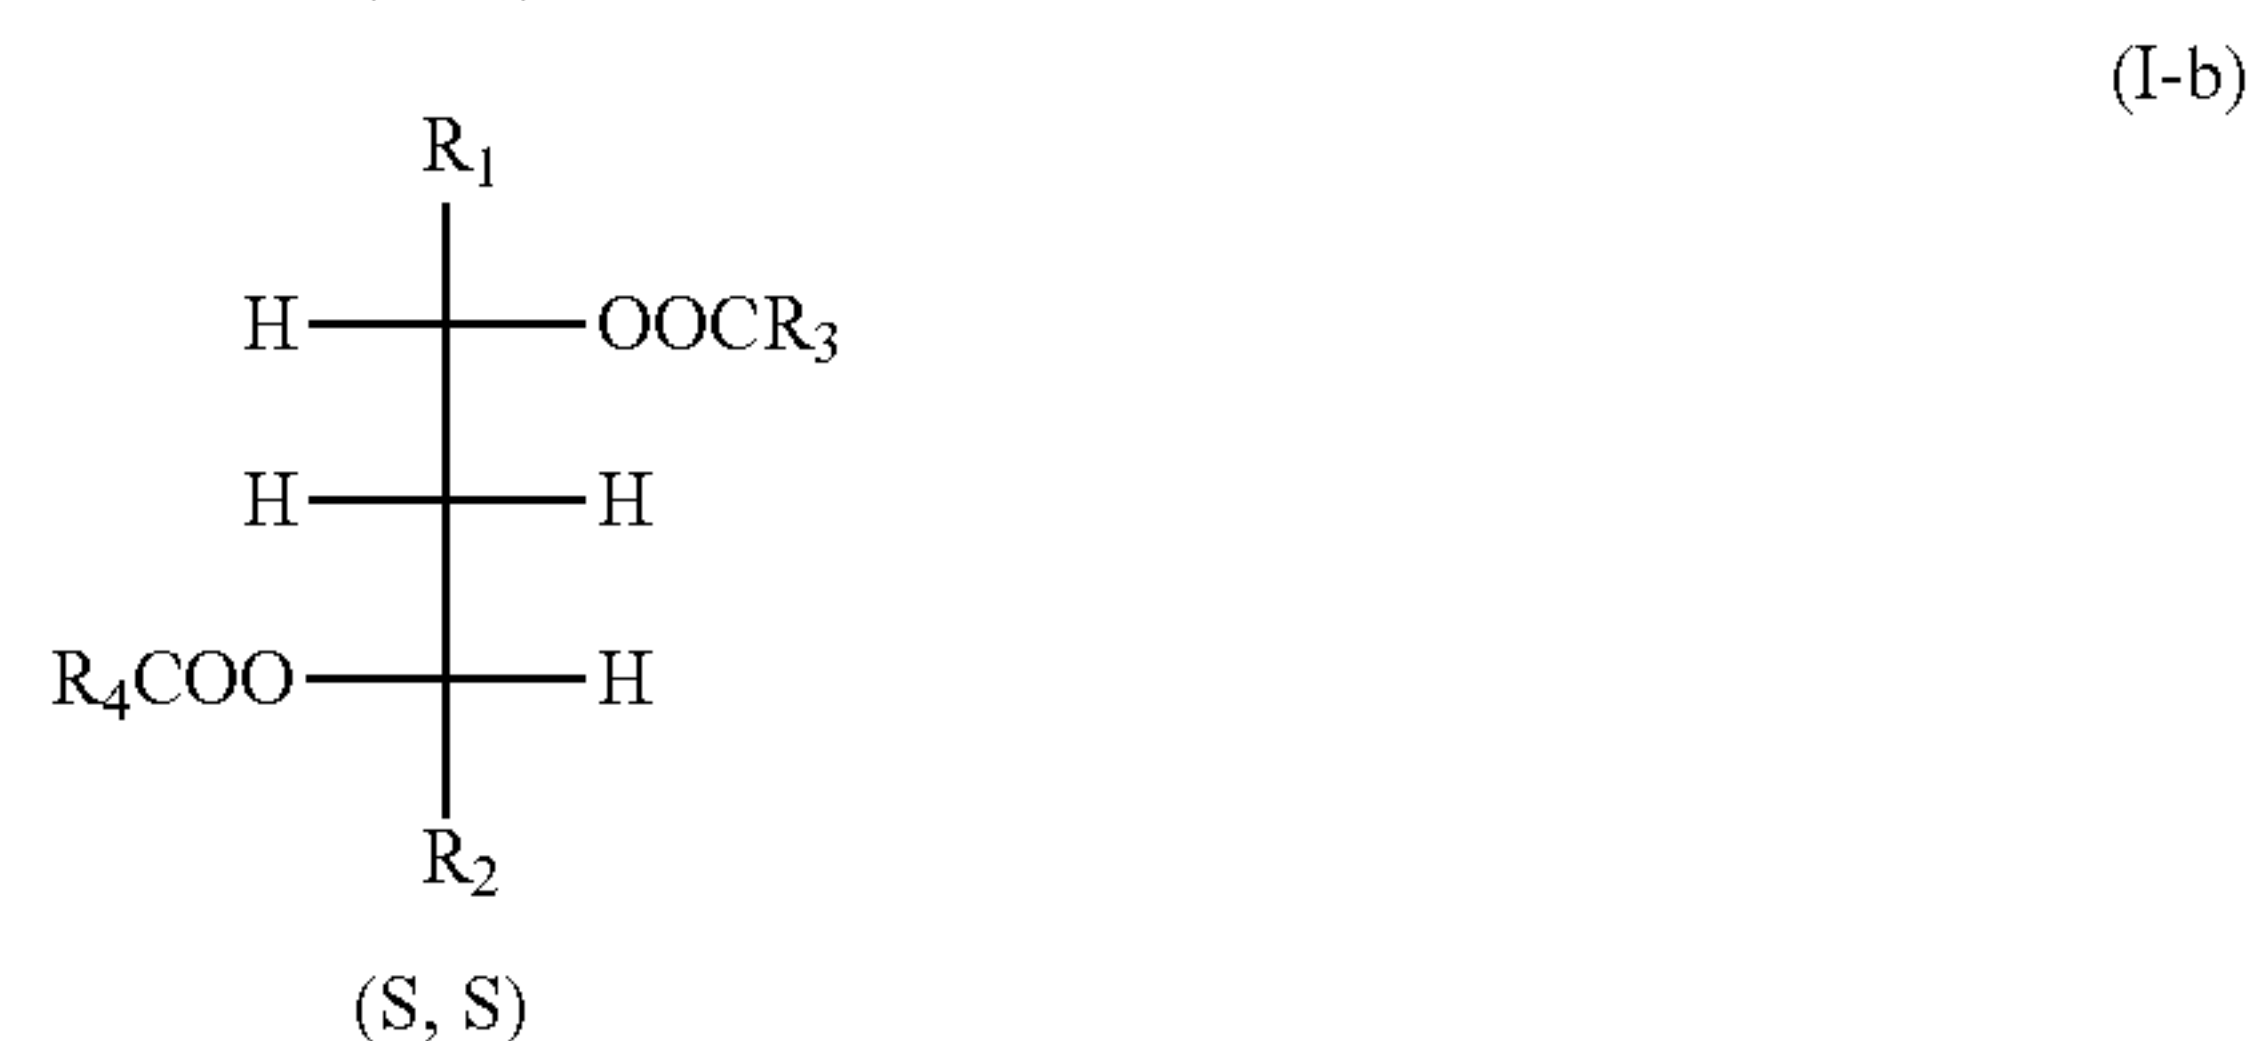 (I-b)
R1
H OOCR3
H H
R4COO H
R2
(S, S)